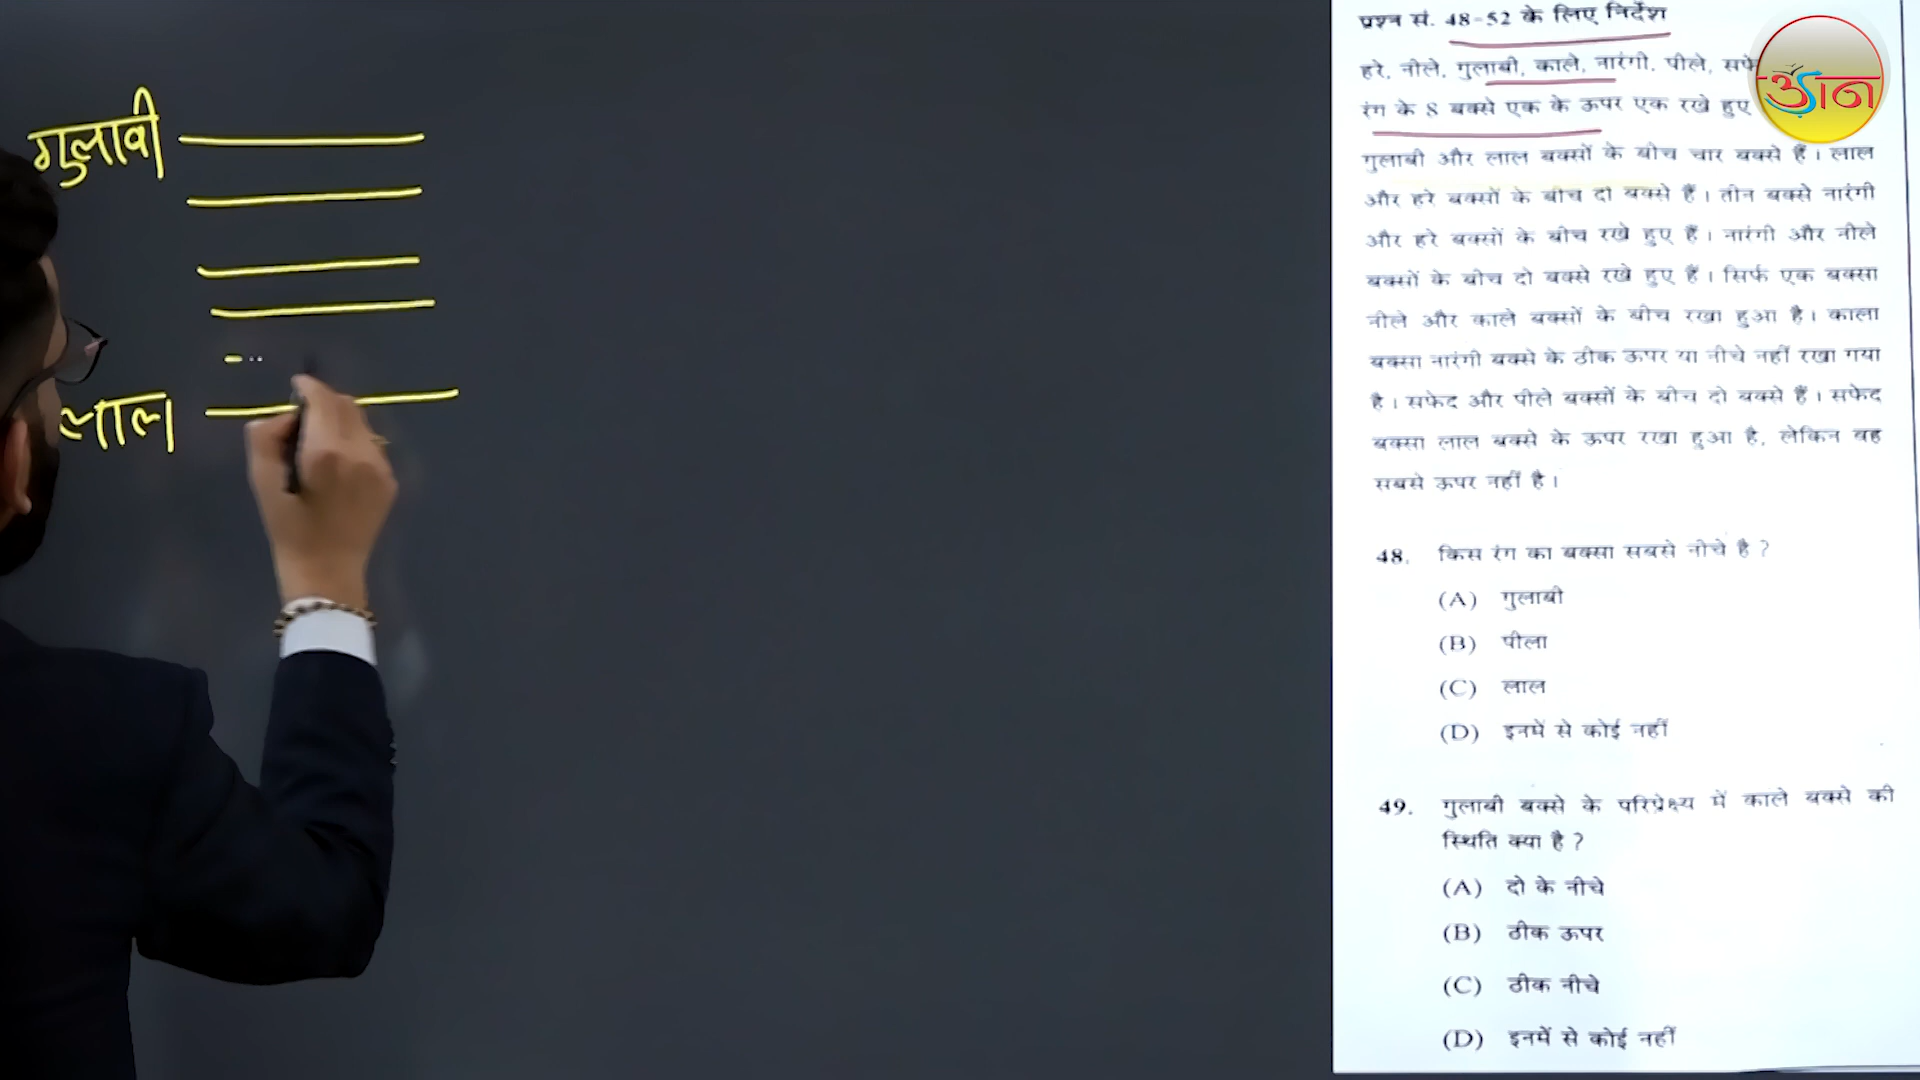 गुलाबी
लाल
प्रश्न सं. 48-52 के लिए निर्देश
हरे, नीले, गुलाबी, काले, नारंगी, पीले,
रंग के 8 बक्से एक के ऊपर एक रखे हुए
गुलाबी और लाल बक्सों के बीच चार बक्से हैं। लाल
और हरे बक्सों के बीच दो बक्से हैं। तीन बक्से नारंगी
और हरे बक्सों के बीच रखे हुए हैं। नारंगी और नीले
बक्सों के बीच दो बक्से रखे हुए हैं। सिर्फ एक बक्सा
नीले और काले बक्सों के बीच रखा हुआ है। काला
बक्सा नारंगी बक्से के ठीक ऊपर या नीचे नहीं रखा गया
है। सफेद और पीले बक्सों के बीच दो बक्से हैं। सफेद
बक्सा लाल बक्से के ऊपर रखा हुआ है, लेकिन वह
सबसे ऊपर नहीं है।
48. किस रंग का बक्सा सबसे नीचे है ?
(A) गुलाबी
(B) पीला
(C) लाल
(D) इनमें से कोई नहीं
49. गुलाबी बक्से के परिप्रेक्ष्य में काले बक्से की
स्थिति क्या है ?
(A) दो के नीचे
(B) ठीक ऊपर
(C) ठीक नीचे
(D) इनमें से कोई नहीं